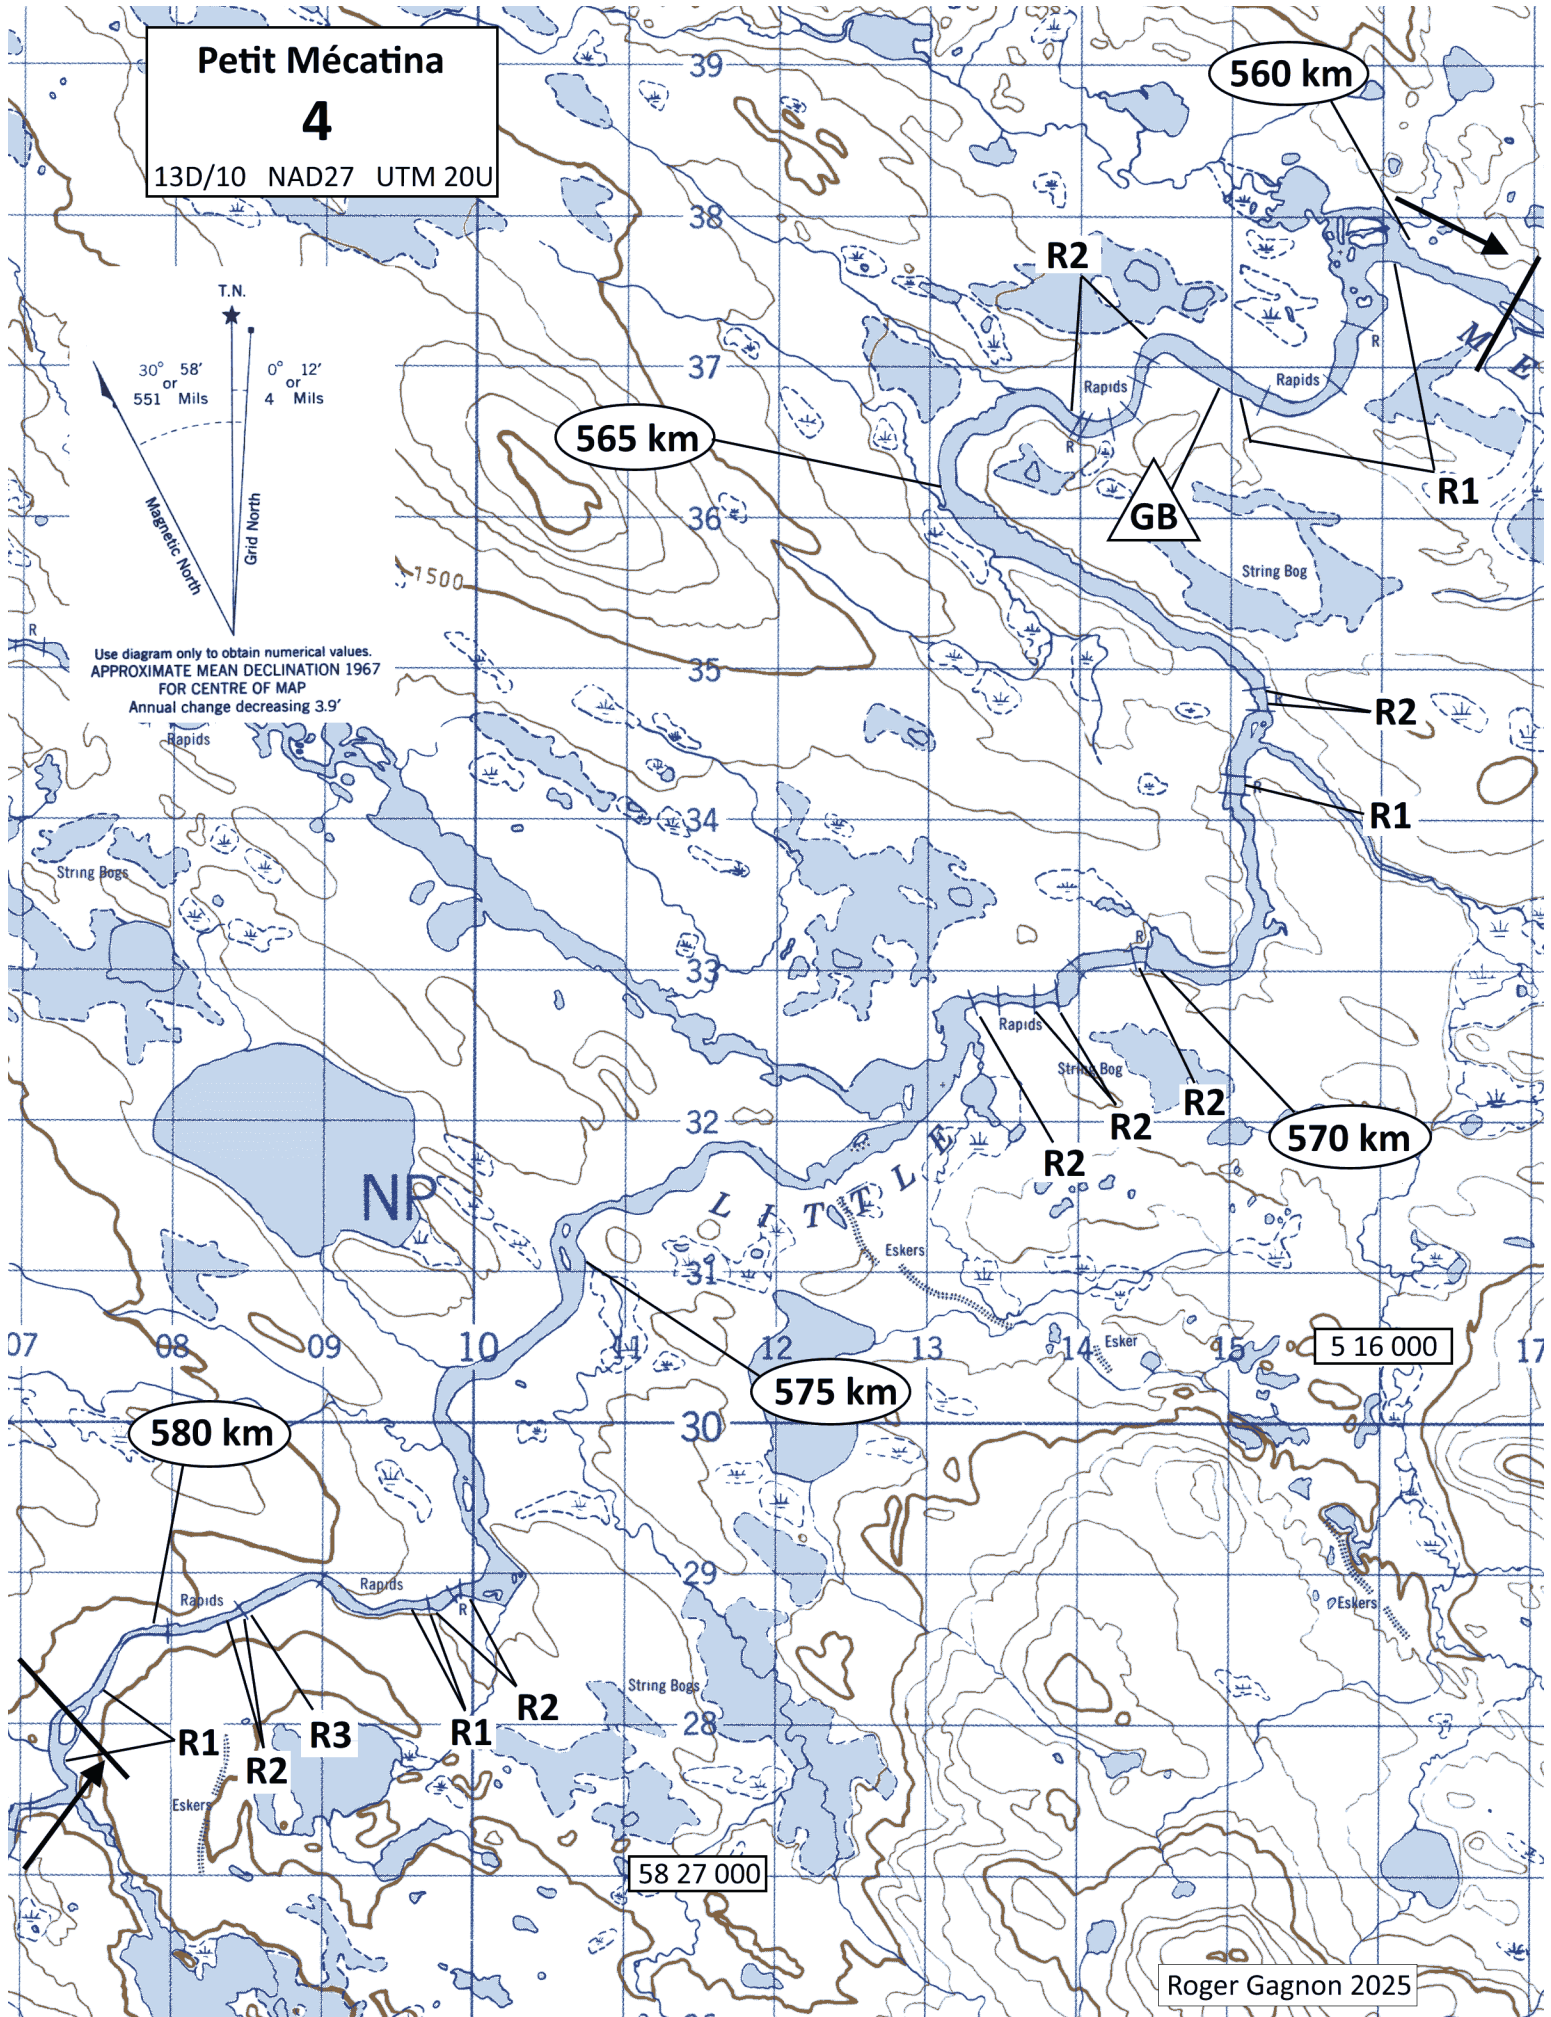 Petit Mécatina
4
13D/10 NAD27 UTM 20U
39
560 km
38
R2
T.N.
30° 58'
or
551 Mils
0° 12'
or
4 Mils
Magnetic North
Grid North
Use diagram only to obtain numerical values.
APPROXIMATE MEAN DECLINATION 1967
FOR CENTRE OF MAP
Annual change decreasing 3.9'
37
Rapids
Rapids
R
M E
565 km
R
R1
GB
36
1500
String Bog
R
35
R
R2
Rapids
R
R1
34
String Bogs
R
33
Rapids
String Bog
R2
R2
R2
570 km
32
NP
L I T T L E
Eskers
31
07
08
09
10
11
12
13
14
Esker
15
5 16 000
17
575 km
580 km
30
29
Rapids
Rapids
R
Eskers
String Bogs
R2
R1
R3
R1
R2
28
Eskers
58 27 000
Roger Gagnon 2025